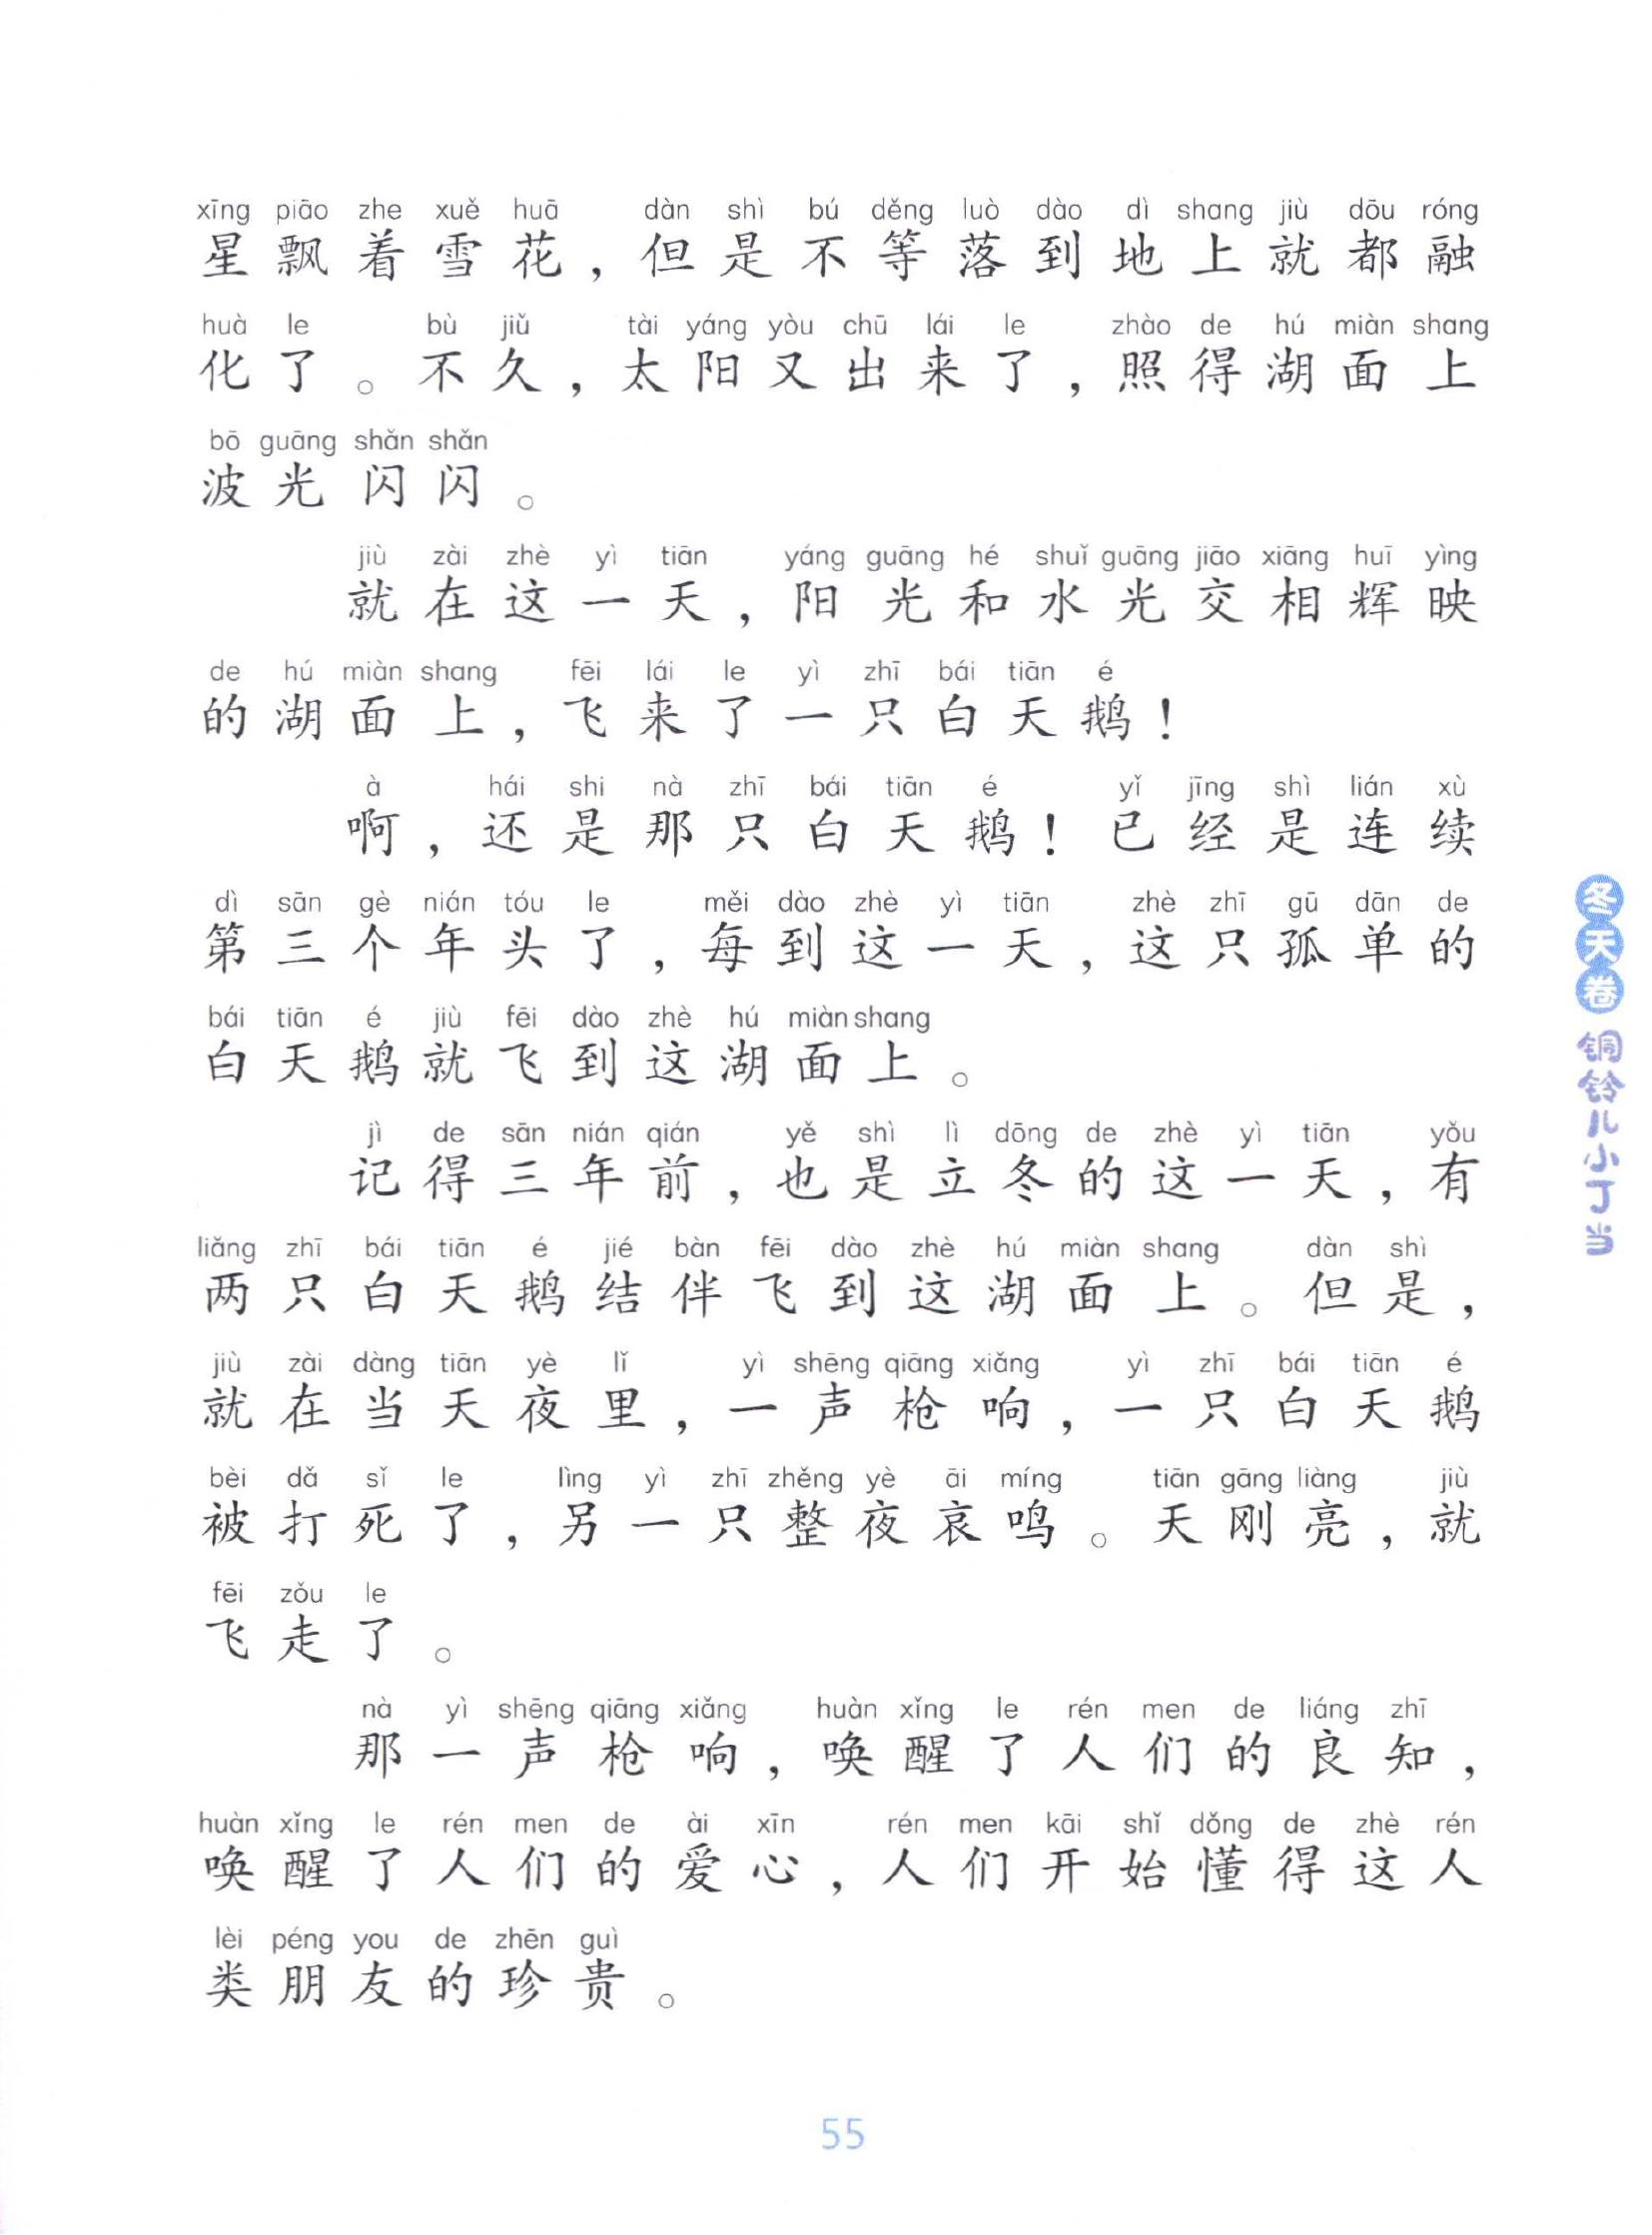 xīng piāo zhe xuě huā dàn shì bú děng luò dào dì shang jiù dōu róng
星飘着雪花，但是不等落到地上就都融
huà le bù jiǔ tài yáng yòu chū lái le zhào de hú miàn shang
化了。不久，太阳又出来了，照得湖面上
bō guāng shǎn shǎn
波光闪闪。
jiù zài zhè yì tiān yáng guāng hé shuǐ guāng jiāo xiāng huī yìng
就在这一天，阳光和水光交相辉映
de hú miàn shang fēi lái le yì zhī bái tiān é
的湖面上，飞来了一只白天鹅！
à hái shi nà zhī bái tiān é yǐ jīng shì lián xù
啊，还是那只白天鹅！已经是连续
dì sān gè nián tóu le měi dào zhè yì tiān zhè zhī gū dān de
第三个年头了，每到这一天，这只孤单的
bái tiān é jiù fēi dào zhè hú miàn shang
白天鹅就飞到这湖面上。
jì de sān nián qián yě shì lì dōng de zhè yì tiān yǒu
记得三年前，也是立冬的这一天，有
liǎng zhī bái tiān é jié bàn fēi dào zhè hú miàn shang dàn shì
两只白天鹅结伴飞到这湖面上。但是，
jiù zài dàng tiān yè lǐ yì shēng qiāng xiǎng yì zhī bái tiān é
就在当天夜里，一声枪响，一只白天鹅
bèi dǎ sǐ le lìng yì zhī zhěng yè āi míng tiān gāng liàng jiù
被打死了，另一只整夜哀鸣。天刚亮，就
fēi zǒu le
飞走了。
nà yì shēng qiāng xiǎng huàn xǐng le rén men de liáng zhī
那一声枪响，唤醒了人们的良知，
huàn xǐng le rén men de ài xīn rén men kāi shǐ dǒng de zhè rén
唤醒了人们的爱心，人们开始懂得这人
lèi péng you de zhēn guì
类朋友的珍贵。
冬天卷 铜铃儿小丁当
55